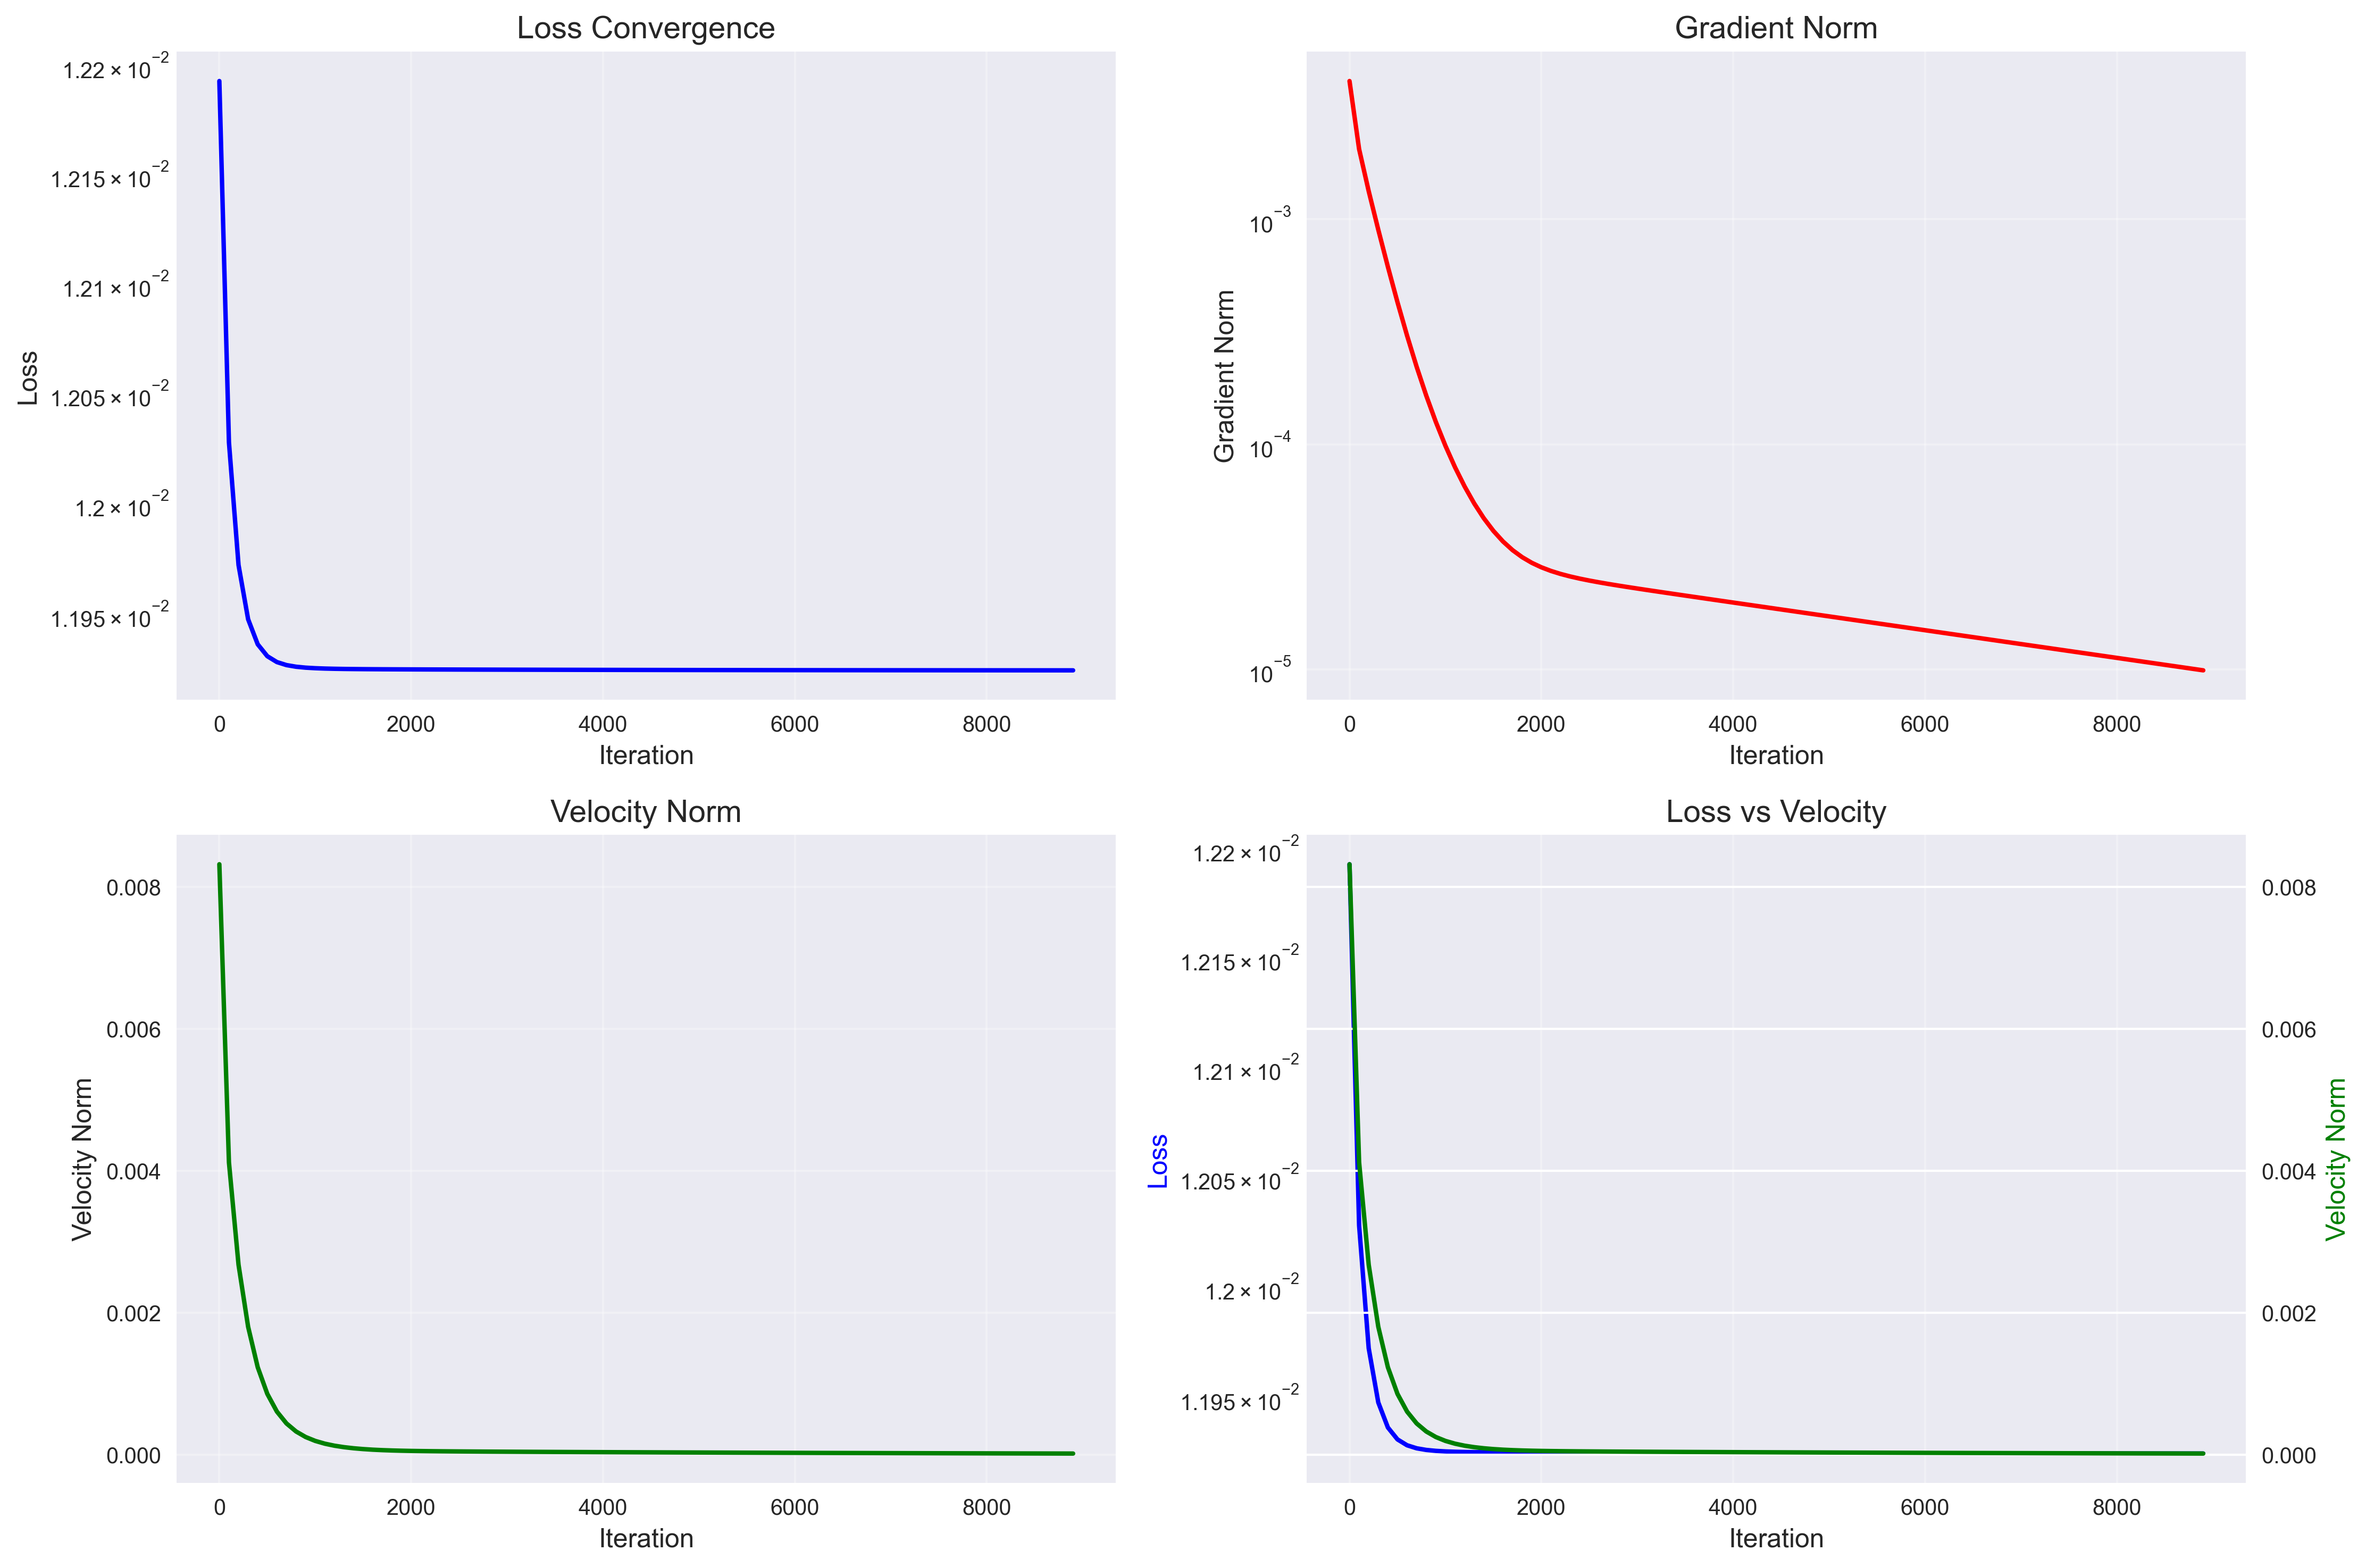 Loss Convergence
Loss
1.22 × 10⁻²
1.215 × 10⁻²
1.21 × 10⁻²
1.205 × 10⁻²
1.2 × 10⁻²
1.195 × 10⁻²
0 2000 4000 6000 8000
Iteration
Gradient Norm
Gradient Norm
10⁻³
10⁻⁴
10⁻⁵
0 2000 4000 6000 8000
Iteration
Velocity Norm
Velocity Norm
0.008
0.006
0.004
0.002
0.000
0 2000 4000 6000 8000
Iteration
Loss vs Velocity
Loss
1.22 × 10⁻²
1.215 × 10⁻²
1.21 × 10⁻²
1.205 × 10⁻²
1.2 × 10⁻²
1.195 × 10⁻²
0.008
0.006
0.004
0.002
0.000
Velocity Norm
0 2000 4000 6000 8000
Iteration